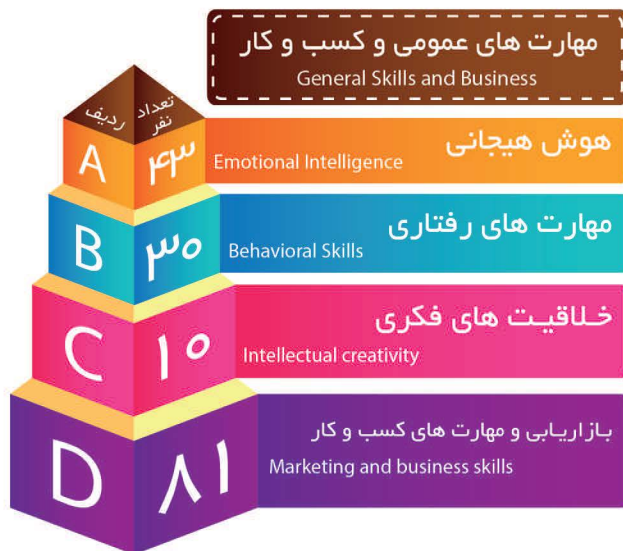 مهارت های عمومی و کسب و کار
General Skills and Business
ردیف
تعداد
نفر
A
۴۳
هوش هیجانی
Emotional Intelligence
B
۳۰
مهارت های رفتاری
Behavioral Skills
C
۱۰
خلاقیت های فکری
Intellectual creativity
D
۸۱
بازاریابی و مهارت های کسب و کار
Marketing and business skills